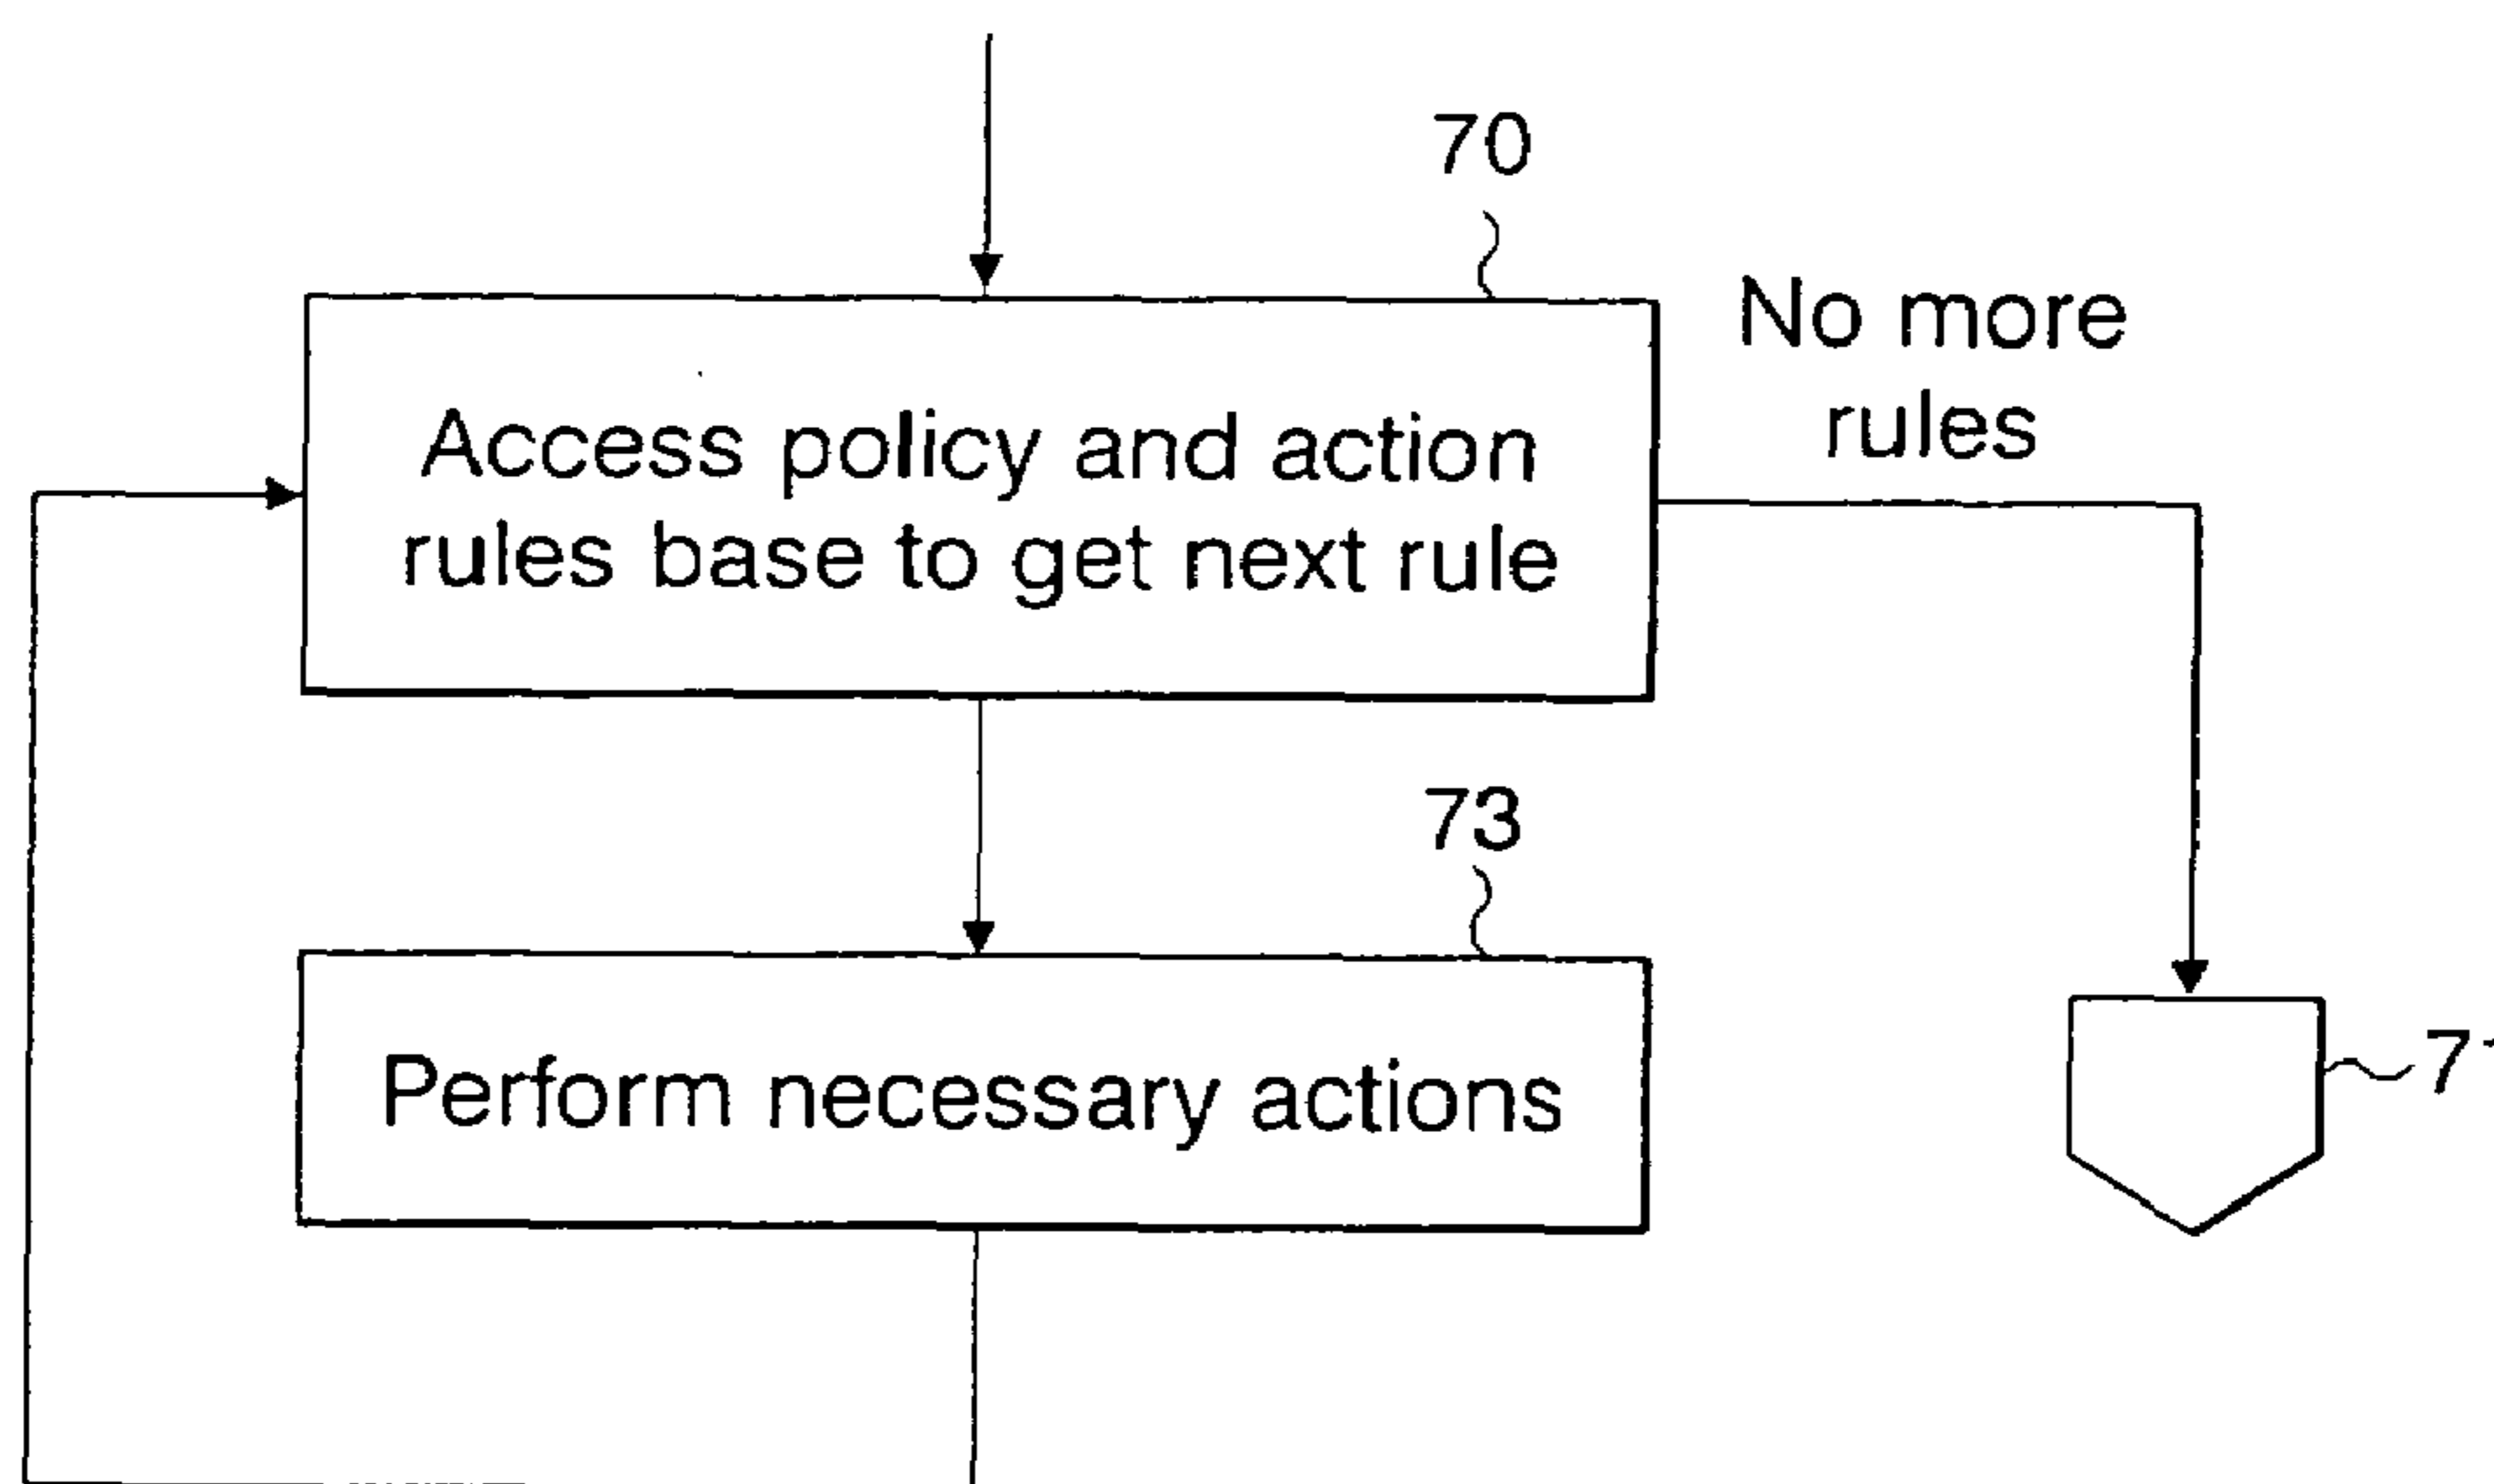 70
No more
rules
Access policy and action
rules base to get next rule
73
Perform necessary actions